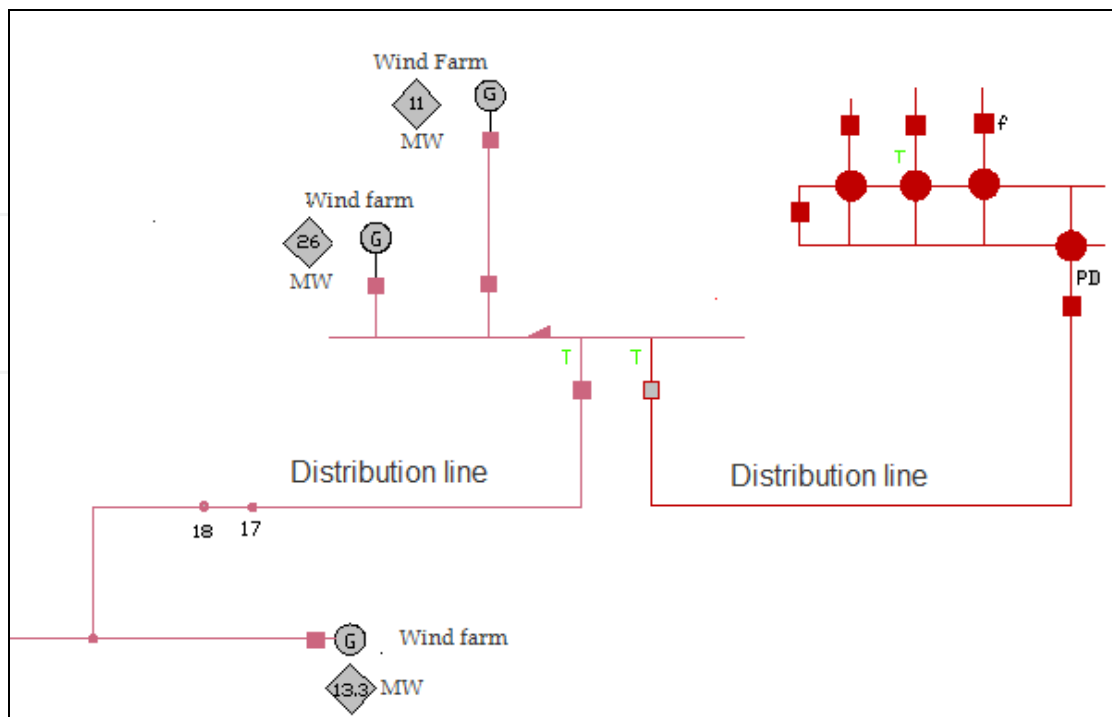 Wind Farm
11
G
MW
f
T
Wind farm
26
G
MW
PD
T
T
Distribution line
Distribution line
18
17
G
Wind farm
13.3
MW